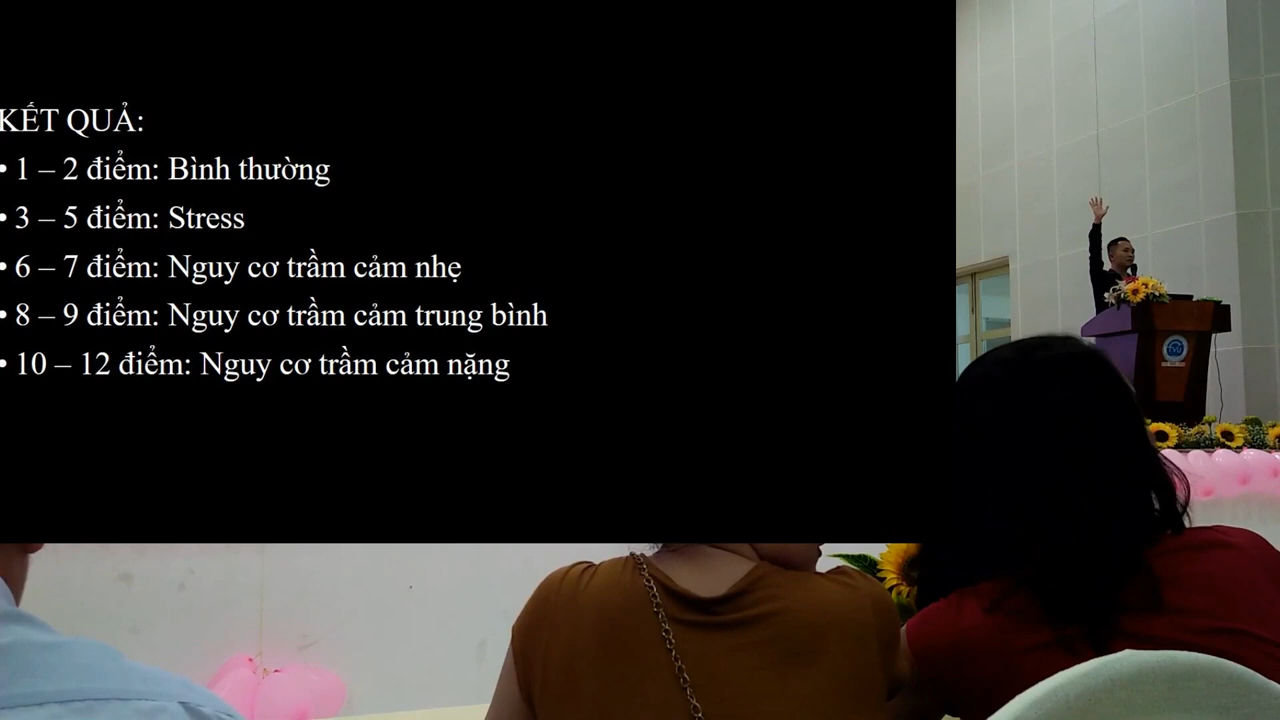 KẾT QUẢ:
• 1 – 2 điểm: Bình thường
• 3 – 5 điểm: Stress
• 6 – 7 điểm: Nguy cơ trầm cảm nhẹ
• 8 – 9 điểm: Nguy cơ trầm cảm trung bình
• 10 – 12 điểm: Nguy cơ trầm cảm nặng